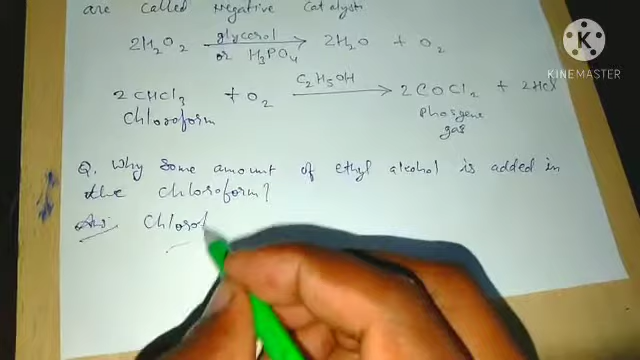 are called Negative Catalysts
2H₂O₂ glycerol or H₃PO₄ → 2H₂O + O₂
2CHCl₃ + O₂ C₂H₅OH → 2COCl₂ + 2HCl
Chloroform Phosgene
gas
Q. Why some amount of ethyl alcohol is added in
the chloroform?
Ans. Chlorof
KINEMASTER